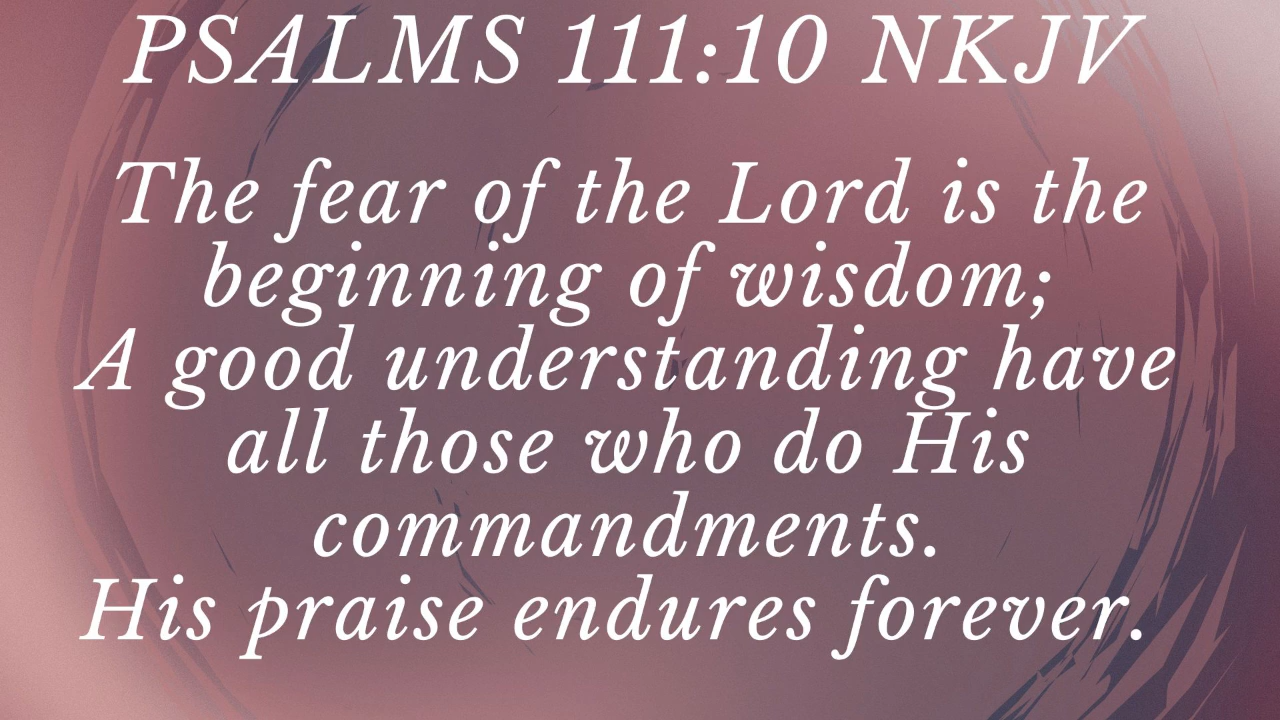 PSALMS 111:10 NKJV
The fear of the Lord is the
beginning of wisdom;
A good understanding have
all those who do His
commandments.
His praise endures forever.